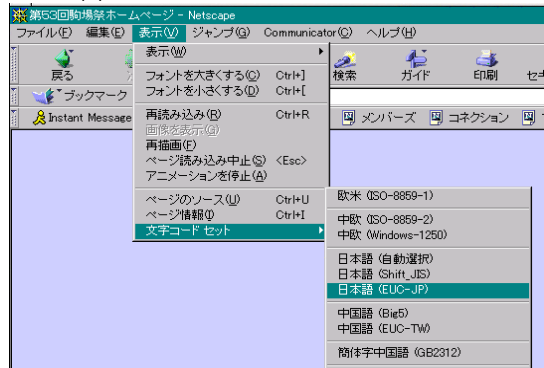 第53回駒場祭ホームページ - Netscape
ファイル(F) 編集(E) 表示(V) ジャンプ(G) Communicator(C) ヘルプ(H)
戻る 検索 ガイド 印刷 セキ
ブックマーク
Instant Message メンバーズ コネクション
表示(W)
フォントを大きくする(C) Ctrl+]
フォントを小さくする(D) Ctrl+[
再読み込み(R) Ctrl+R
画像を表示(G)
再描画(F)
ページ読み込み中止(S) <Esc>
アニメーションを停止(A)
ページのソース(U) Ctrl+U
ページ情報(I) Ctrl+I
文字コード セット
欧米 (ISO-8859-1)
中欧 (ISO-8859-2)
中欧 (Windows-1250)
日本語 (自動選択)
日本語 (Shift_JIS)
日本語 (EUC-JP)
中国語 (Big5)
中国語 (EUC-TW)
簡体字中国語 (GB2312)